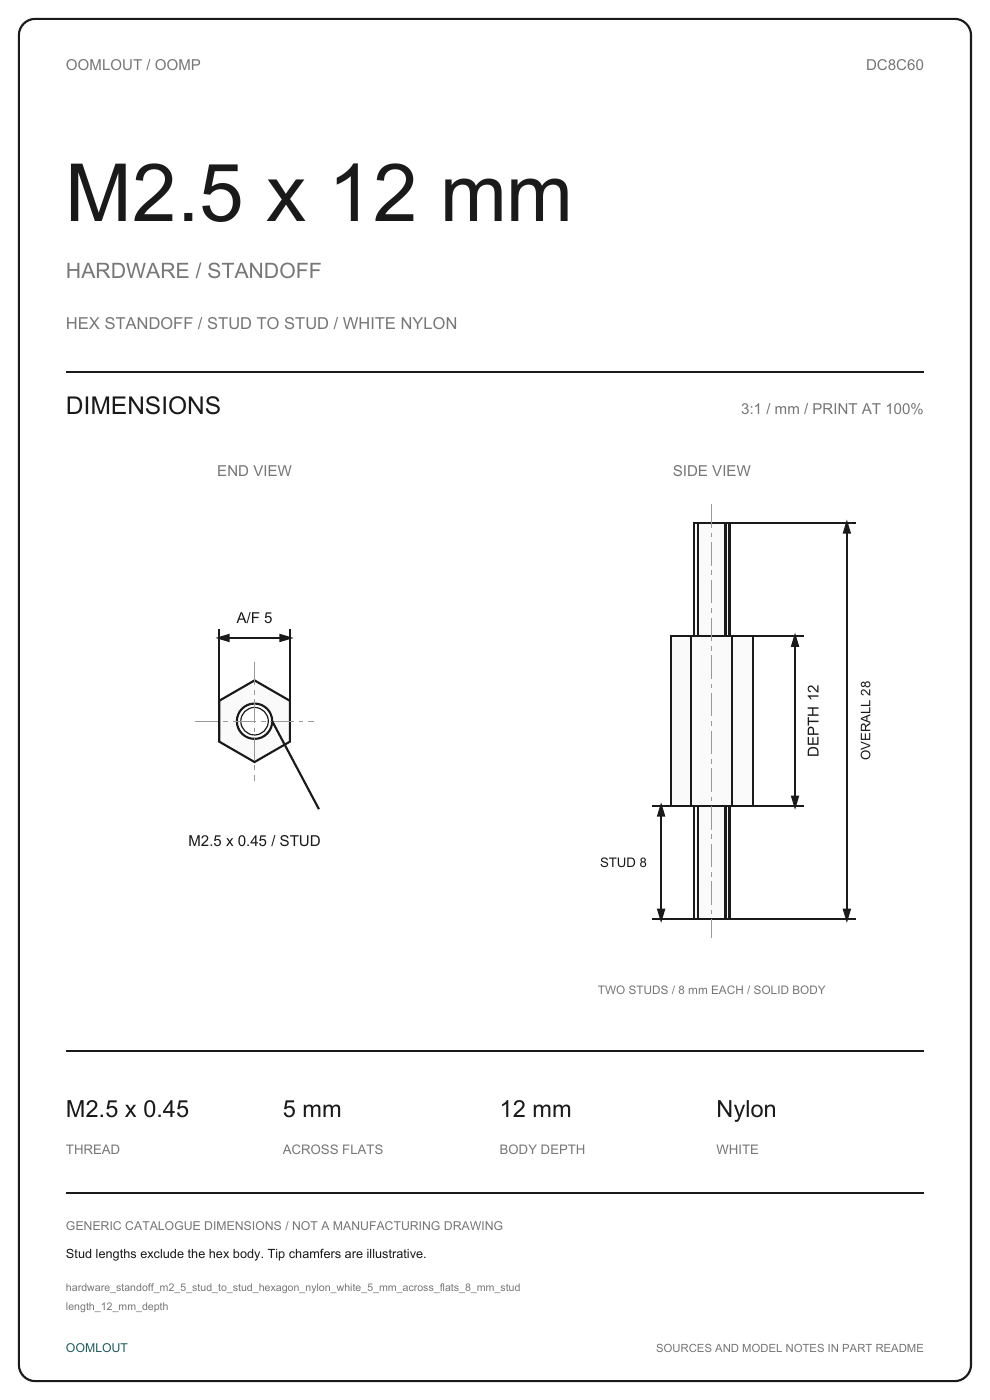 OOMLOUT / OOMP
DC8C60
M2.5 x 12 mm
HARDWARE / STANDOFF
HEX STANDOFF / STUD TO STUD / WHITE NYLON
DIMENSIONS
3:1 / mm / PRINT AT 100%
END VIEW
SIDE VIEW
A/F 5
M2.5 x 0.45 / STUD
DEPTH 12
OVERALL 28
STUD 8
TWO STUDS / 8 mm EACH / SOLID BODY
M2.5 x 0.45
THREAD
5 mm
ACROSS FLATS
12 mm
BODY DEPTH
Nylon
WHITE
GENERIC CATALOGUE DIMENSIONS / NOT A MANUFACTURING DRAWING
Stud lengths exclude the hex body. Tip chamfers are illustrative.
hardware_standoff_m2_5_stud_to_stud_hexagon_nylon_white_5_mm_across_flats_8_mm_stud
length_12_mm_depth
OOMLOUT
SOURCES AND MODEL NOTES IN PART README